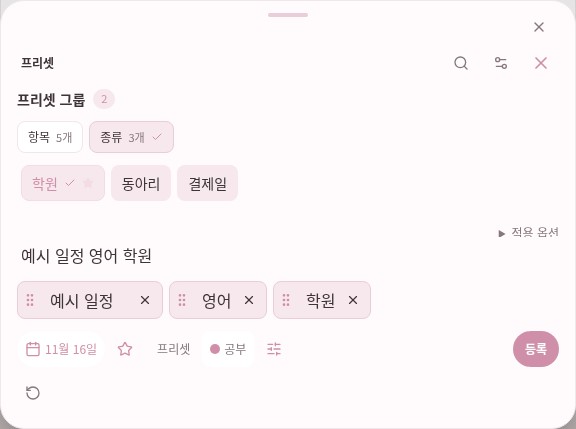 프리셋
프리셋 그룹 2
항목 5개 종류 3개
학원 동아리 결제일
▶ 적용 옵션
예시 일정 영어 학원
예시 일정 영어 학원
11월 16일 프리셋 공부 등록